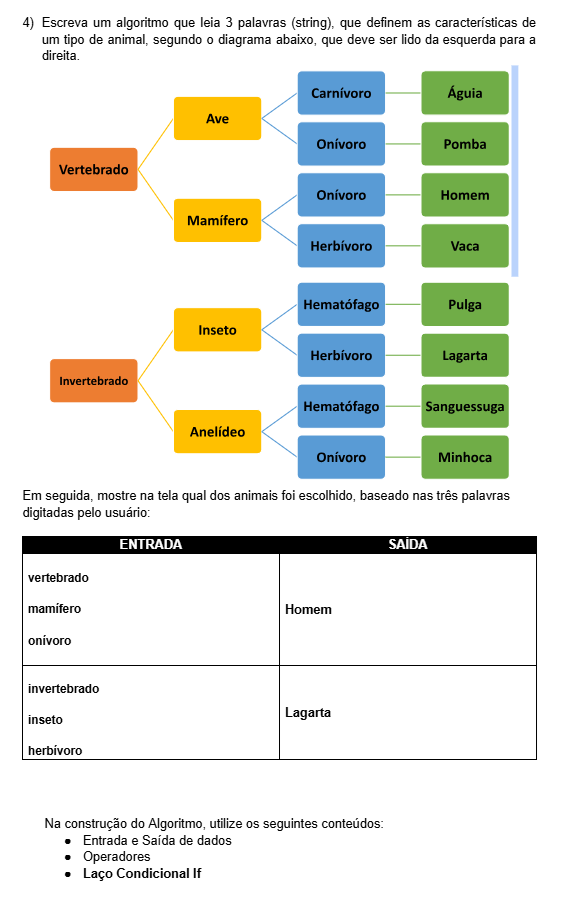 4) Escreva um algoritmo que leia 3 palavras (string), que definem as características de
um tipo de animal, segundo o diagrama abaixo, que deve ser lido da esquerda para a
direita.
Vertebrado
Ave
Carnívoro
Águia
Onívoro
Pomba
Mamífero
Onívoro
Homem
Herbívoro
Vaca
Invertebrado
Inseto
Hematófago
Pulga
Herbívoro
Lagarta
Anelídeo
Hematófago
Sanguessuga
Onívoro
Minhoca
Em seguida, mostre na tela qual dos animais foi escolhido, baseado nas três palavras
digitadas pelo usuário:
ENTRADA
SAÍDA
vertebrado
mamífero
onívoro
Homem
invertebrado
inseto
herbívoro
Lagarta
Na construção do Algoritmo, utilize os seguintes conteúdos:
● Entrada e Saída de dados
● Operadores
● Laço Condicional If